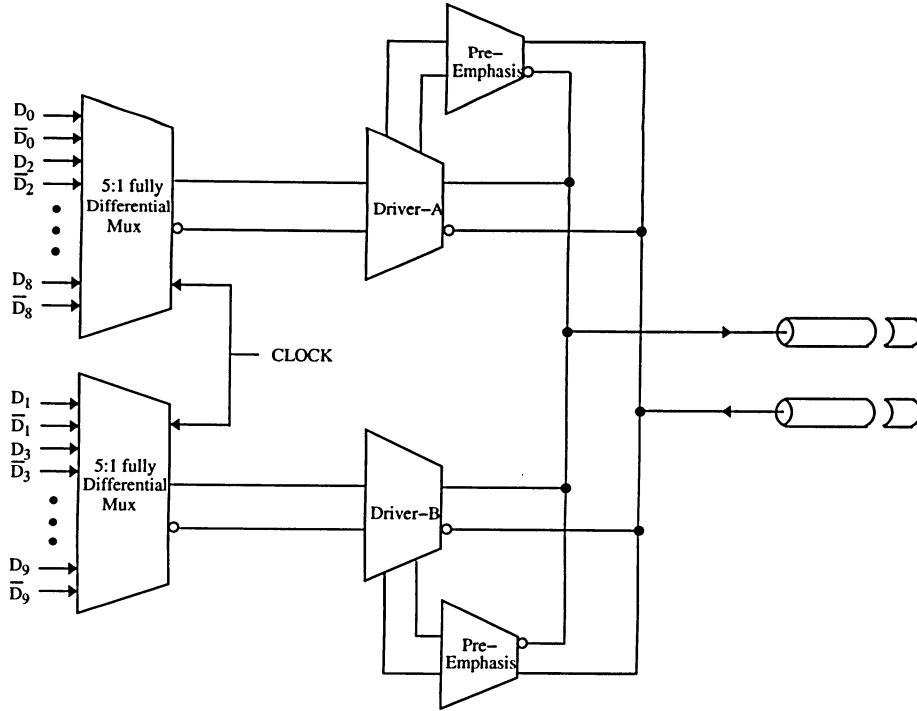 Pre-
Emphasis
D0
D̅0
D2
D̅2
5:1 fully
Differential
Mux
Driver-A
D8
D̅8
CLOCK
D1
D̅1
D3
D̅3
5:1 fully
Differential
Mux
Driver-B
D9
D̅9
Pre-
Emphasis